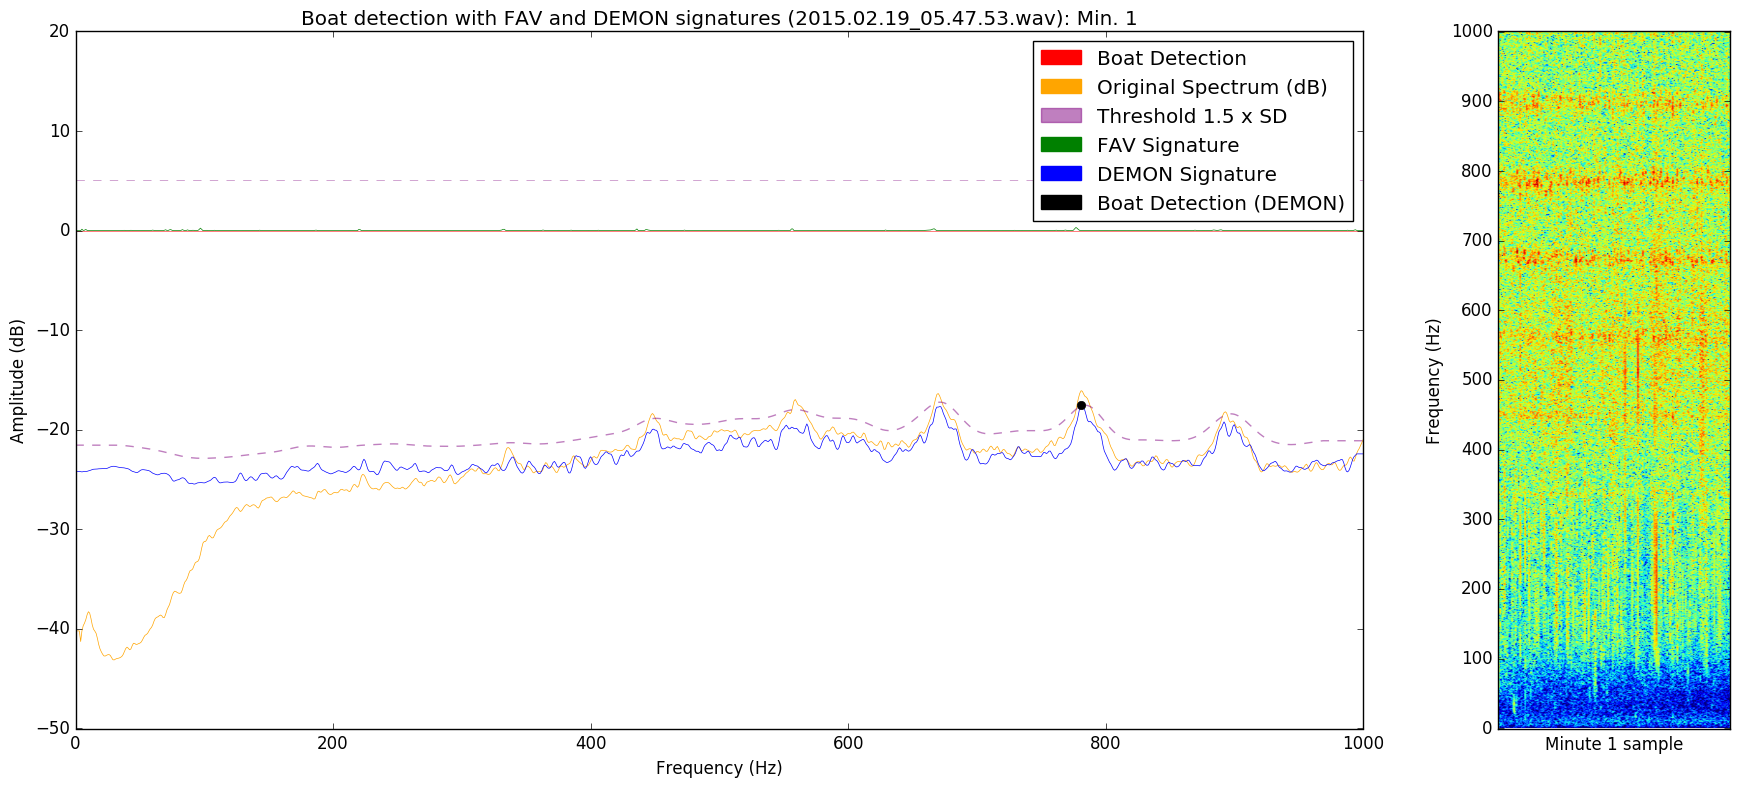 Boat detection with FAV and DEMON signatures (2015.02.19_05.47.53.wav): Min. 1
20
10
0
−10
−20
−30
−40
−50
Amplitude (dB)
Boat Detection
Original Spectrum (dB)
Threshold 1.5 x SD
FAV Signature
DEMON Signature
Boat Detection (DEMON)
0
200
400
600
800
1000
Frequency (Hz)
1000
900
800
700
600
500
400
300
200
100
0
Frequency (Hz)
Minute 1 sample